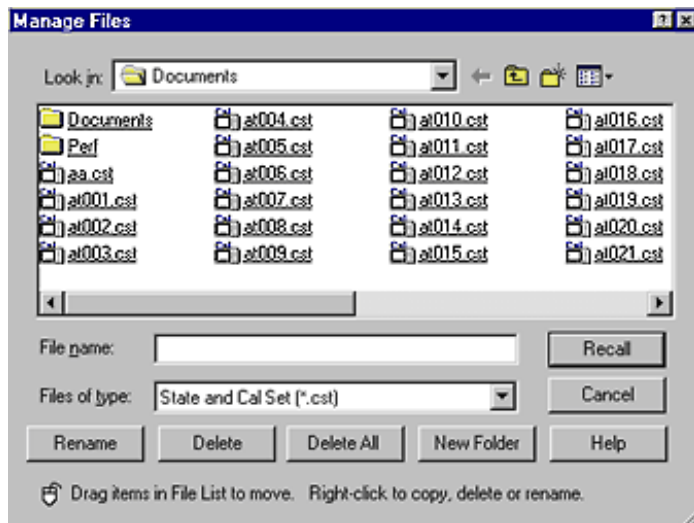 Manage Files
Look in: Documents
Documents at004.cst at010.cst at016.cst
Perf at005.cst at011.cst at017.cst
aa.cst at006.cst at012.cst at018.cst
at001.cst at007.cst at013.cst at019.cst
at002.cst at008.cst at014.cst at020.cst
at003.cst at009.cst at015.cst at021.cst
File name: Recall
Files of type: State and Cal Set (*.cst) Cancel
Rename Delete Delete All New Folder Help
Drag items in File List to move. Right-click to copy, delete or rename.